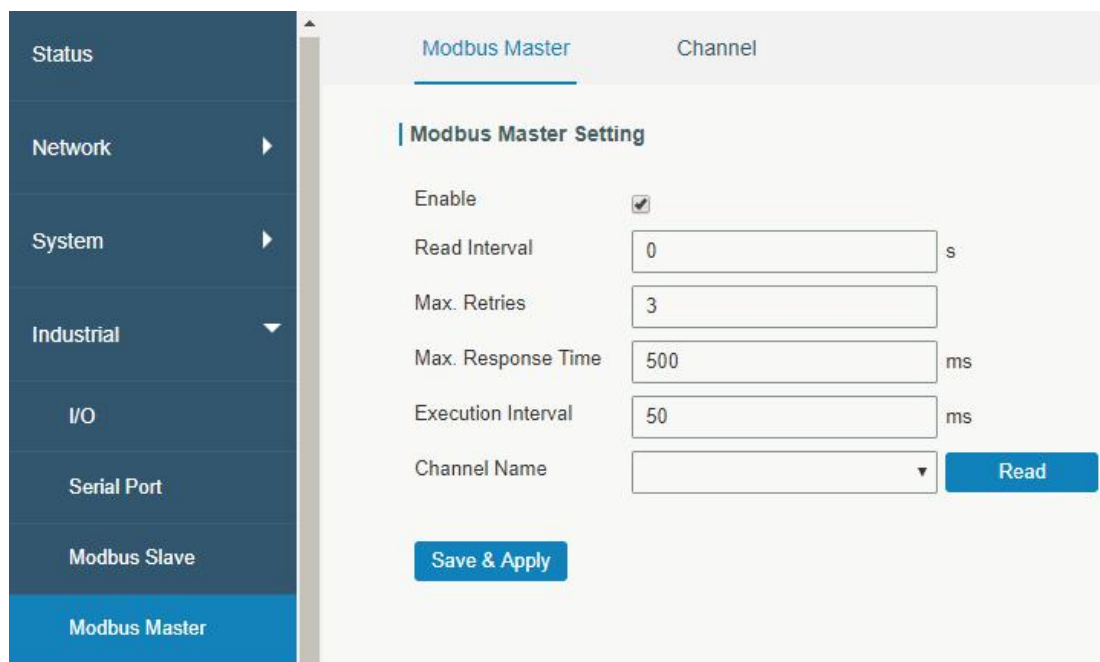 Status
Network
System
Industrial
I/O
Serial Port
Modbus Slave
Modbus Master
Modbus Master Channel
Modbus Master Setting
Enable
Read Interval 0 s
Max. Retries 3
Max. Response Time 500 ms
Execution Interval 50 ms
Channel Name Read
Save & Apply